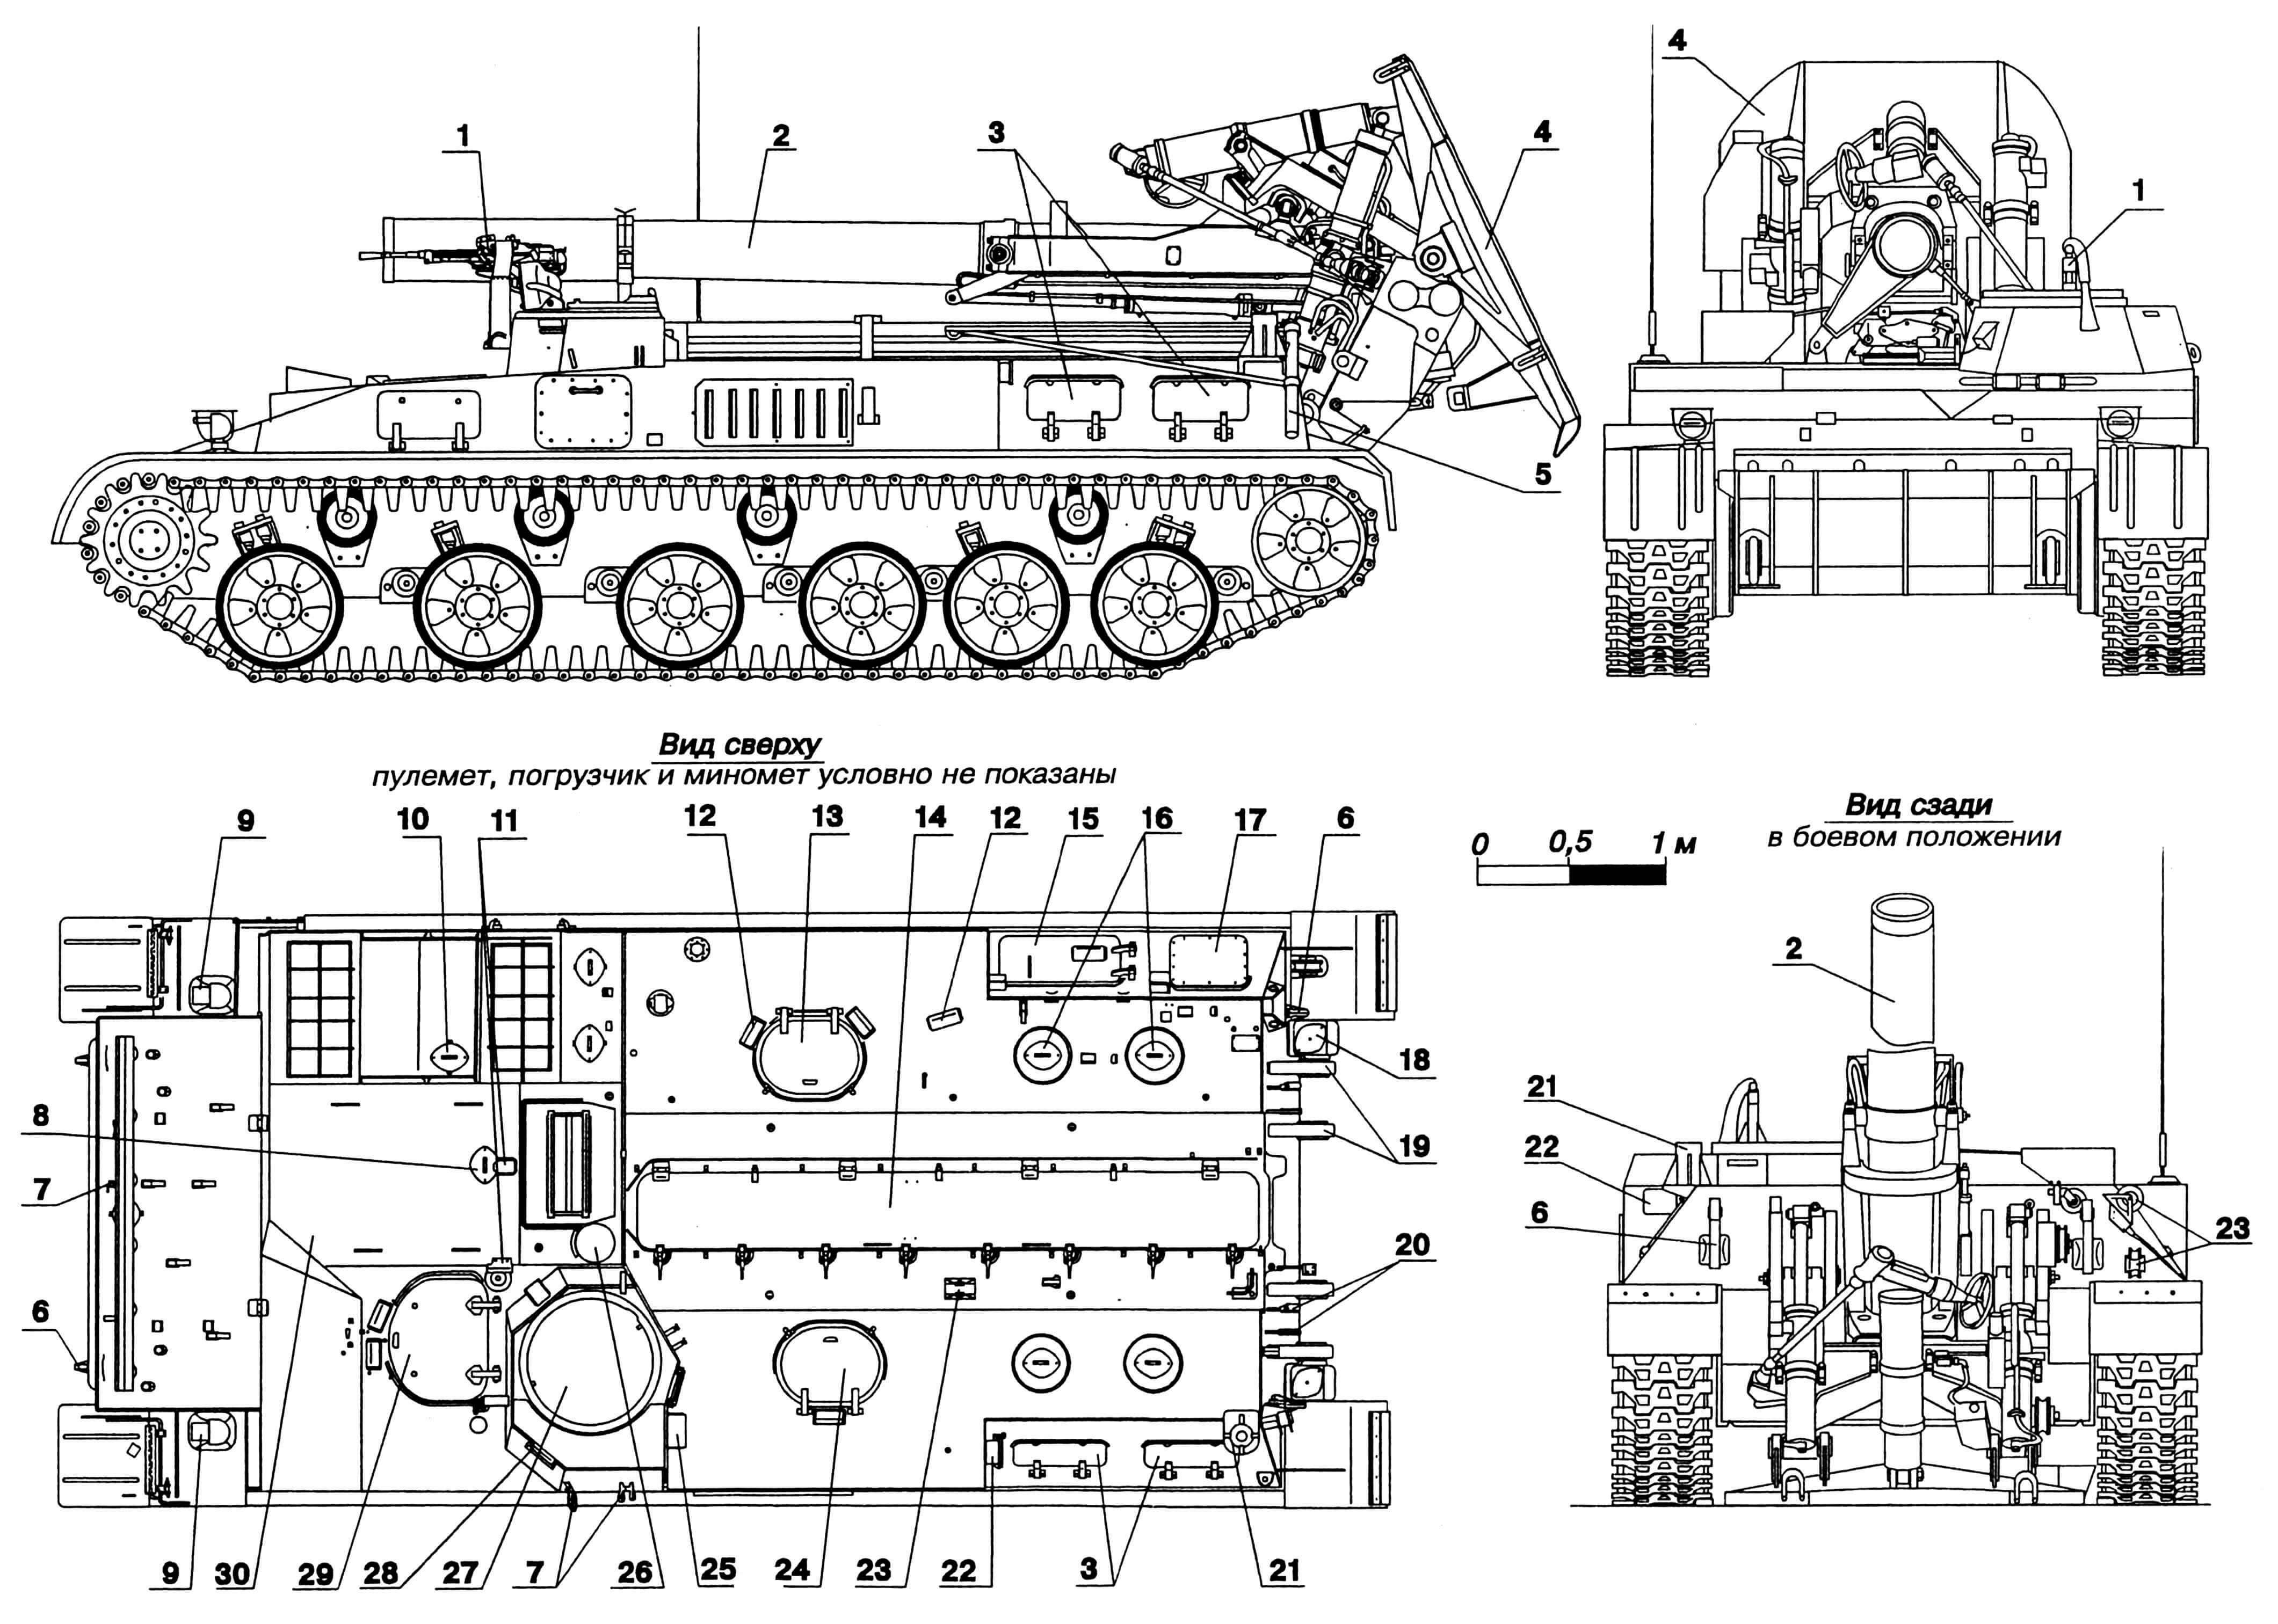 4
1 2 3 4
1
5
Вид сверху
пулемет, погрузчик и миномет условно не показаны
Вид сзади
в боевом положении
0 0,5 1 м
9 10 11 12 13 14 12 15 16 17 6
2
18
21
8
19
22
7
6
23
20
6
9 30 29 28 27 7 26 25 24 23 22 3 21